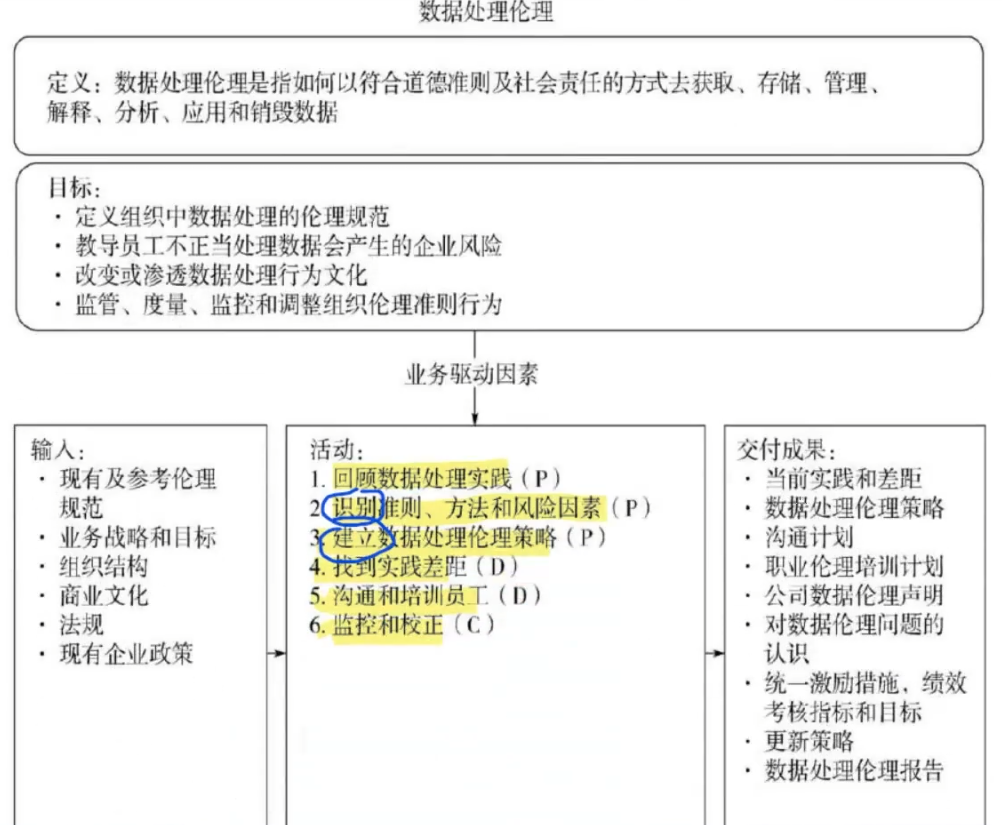 数据处理伦理
定义：数据处理伦理是指如何以符合道德准则及社会责任的方式去获取、存储、管理、
解释、分析、应用和销毁数据
目标：
· 定义组织中数据处理的伦理规范
· 教导员工不正当处理数据会产生的企业风险
· 改变或渗透数据处理行为文化
· 监管、度量、监控和调整组织伦理准则行为
业务驱动因素
输入：
· 现有及参考伦理
规范
· 业务战略和目标
· 组织结构
· 商业文化
· 法规
· 现有企业政策
活动：
1. 回顾数据处理实践（P）
2. 识别准则、方法和风险因素（P）
3. 建立数据处理伦理策略（P）
4. 找到实践差距（D）
5. 沟通和培训员工（D）
6. 监控和校正（C）
交付成果：
· 当前实践和差距
· 数据处理伦理策略
· 沟通计划
· 职业伦理培训计划
· 公司数据伦理声明
· 对数据伦理问题的
认识
· 统一激励措施，绩效
考核指标和目标
· 更新策略
· 数据处理伦理报告